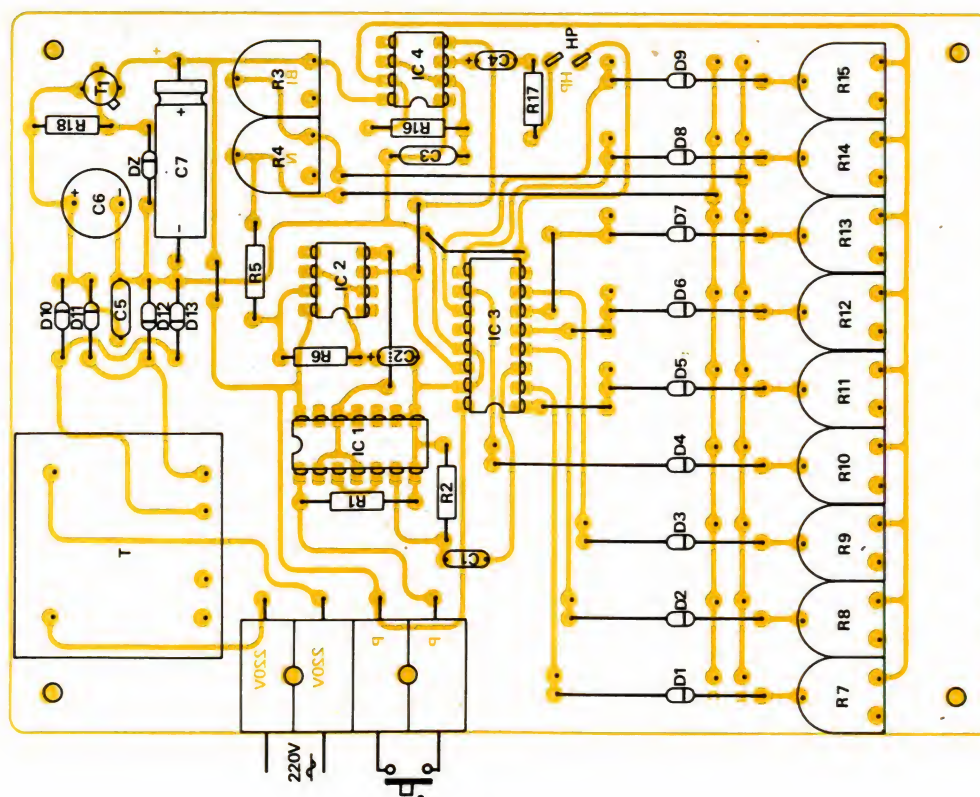 HP
HP
IC 4
C4
+
D9
R15
T1
+
R3
R17
R18
R16
D8
R14
DZ
C7
+
-
R4
N
C3
+
C6
-
D7
R13
R5
IC 2
D10
D11
C5
D12
D13
IC 3
D6
R12
R6
+
C2
D5
R11
IC 1
D4
R10
R1
R2
T
D3
R9
C1
D2
R8
220V
220V
P
P
D1
R7
220V